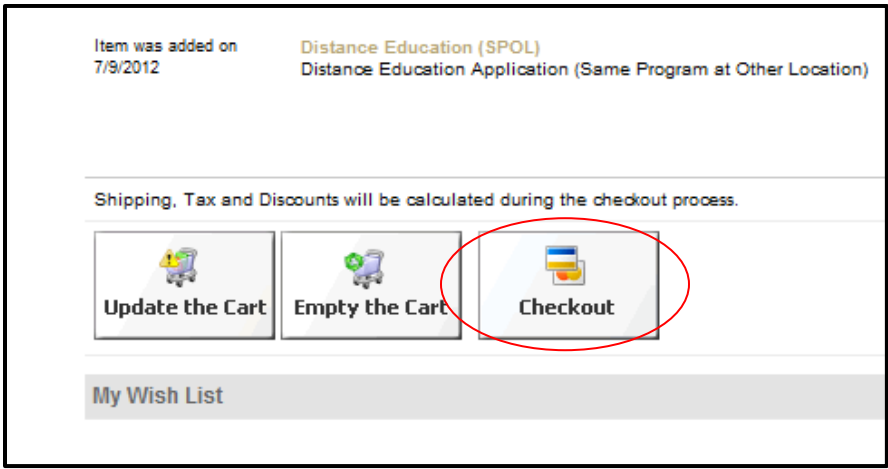 Item was added on
7/9/2012
Distance Education (SPOL)
Distance Education Application (Same Program at Other Location)
Shipping, Tax and Discounts will be calculated during the checkout process.
Update the Cart
Empty the Cart
Checkout
My Wish List